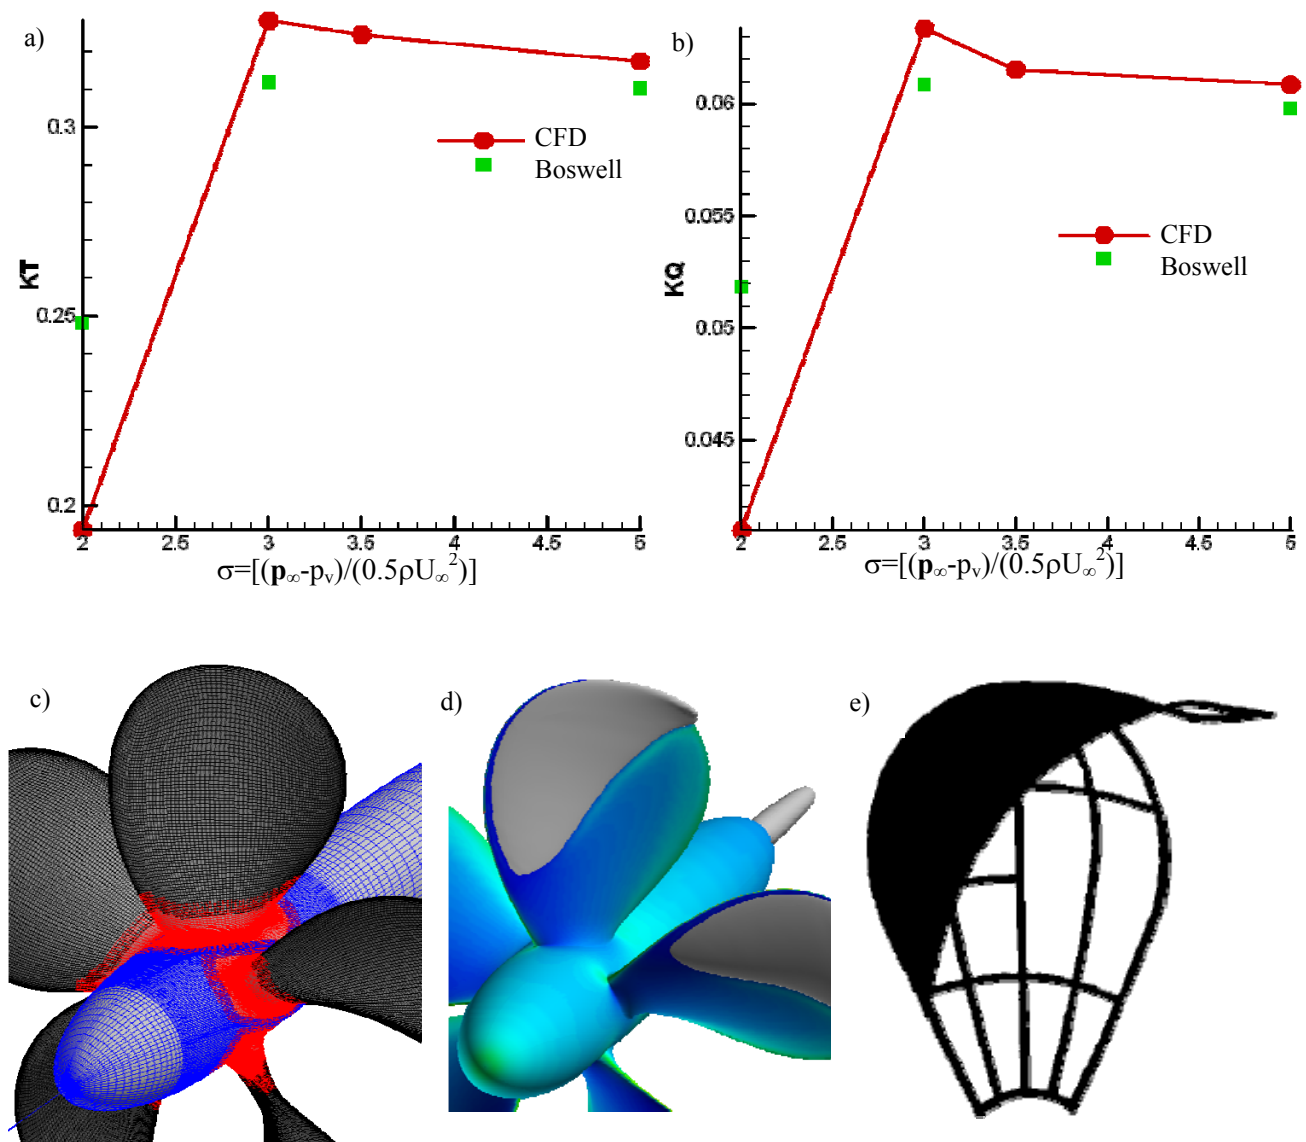 a)
KT
0.3
0.25
0.2
2
2.5
3
3.5
4
4.5
5
σ=[(p∞-pv)/(0.5ρU∞²)]
CFD
Boswell
b)
KQ
0.06
0.055
0.05
0.045
2
2.5
3
3.5
4
4.5
5
σ=[(p∞-pv)/(0.5ρU∞²)]
CFD
Boswell
c)
d)
e)